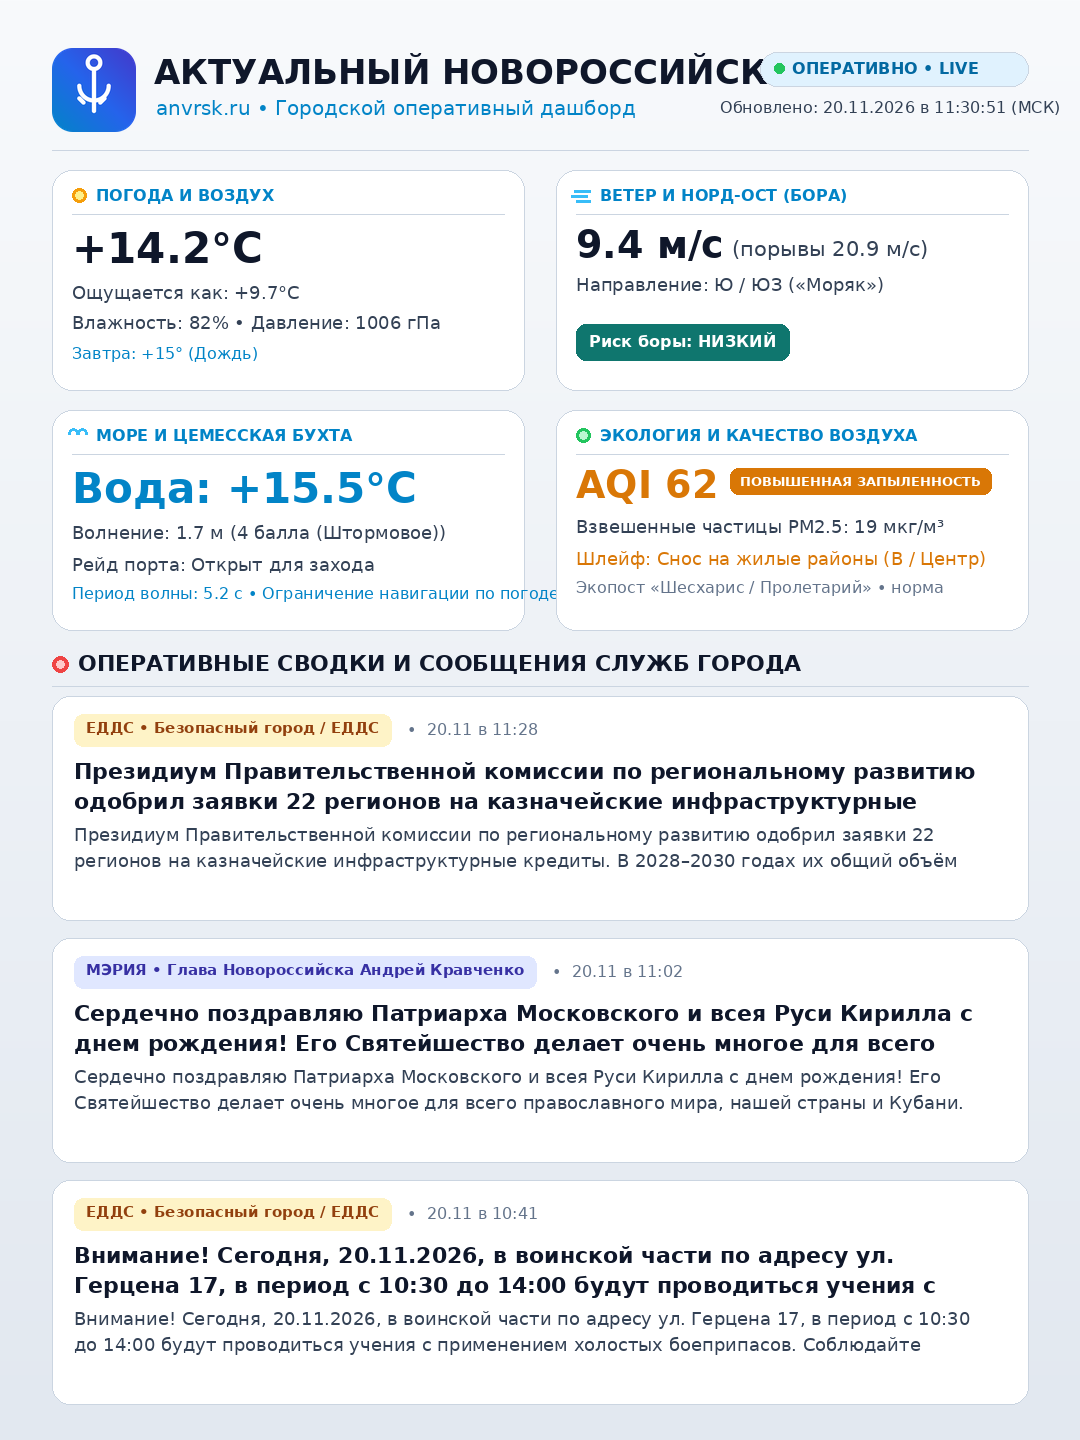 АКТУАЛЬНЫЙ НОВОРОССИЙСК
ОПЕРАТИВНО • LIVE
anvrsk.ru • Городской оперативный дашборд
Обновлено: 20.11.2026 в 11:30:51 (МСК)
ПОГОДА И ВОЗДУХ
+14.2°C
Ощущается как: +9.7°C
Влажность: 82% • Давление: 1006 гПа
Завтра: +15° (Дождь)
ВЕТЕР И НОРД-ОСТ (БОРА)
9.4 м/с (порывы 20.9 м/с)
Направление: Ю / ЮЗ («Моряк»)
Риск боры: НИЗКИЙ
МОРЕ И ЦЕМЕССКАЯ БУХТА
Вода: +15.5°C
Волнение: 1.7 м (4 балла (Штормовое))
Рейд порта: Открыт для захода
Период волны: 5.2 с • Ограничение навигации по погоде
ЭКОЛОГИЯ И КАЧЕСТВО ВОЗДУХА
AQI 62 ПОВЫШЕННАЯ ЗАПЫЛЕННОСТЬ
Взвешенные частицы PM2.5: 19 мкг/м³
Шлейф: Снос на жилые районы (В / Центр)
Экопост «Шесхарис / Пролетарий» • норма
ОПЕРАТИВНЫЕ СВОДКИ И СООБЩЕНИЯ СЛУЖБ ГОРОДА
ЕДДС • Безопасный город / ЕДДС • 20.11 в 11:28
Президиум Правительственной комиссии по региональному развитию
одобрил заявки 22 регионов на казначейские инфраструктурные
Президиум Правительственной комиссии по региональному развитию одобрил заявки 22
регионов на казначейские инфраструктурные кредиты. В 2028–2030 годах их общий объём
МЭРИЯ • Глава Новороссийска Андрей Кравченко • 20.11 в 11:02
Сердечно поздравляю Патриарха Московского и всея Руси Кирилла с
днем рождения! Его Святейшество делает очень многое для всего
Сердечно поздравляю Патриарха Московского и всея Руси Кирилла с днем рождения! Его
Святейшество делает очень многое для всего православного мира, нашей страны и Кубани.
ЕДДС • Безопасный город / ЕДДС • 20.11 в 10:41
Внимание! Сегодня, 20.11.2026, в воинской части по адресу ул.
Герцена 17, в период с 10:30 до 14:00 будут проводиться учения с
Внимание! Сегодня, 20.11.2026, в воинской части по адресу ул. Герцена 17, в период с 10:30
до 14:00 будут проводиться учения с применением холостых боеприпасов. Соблюдайте